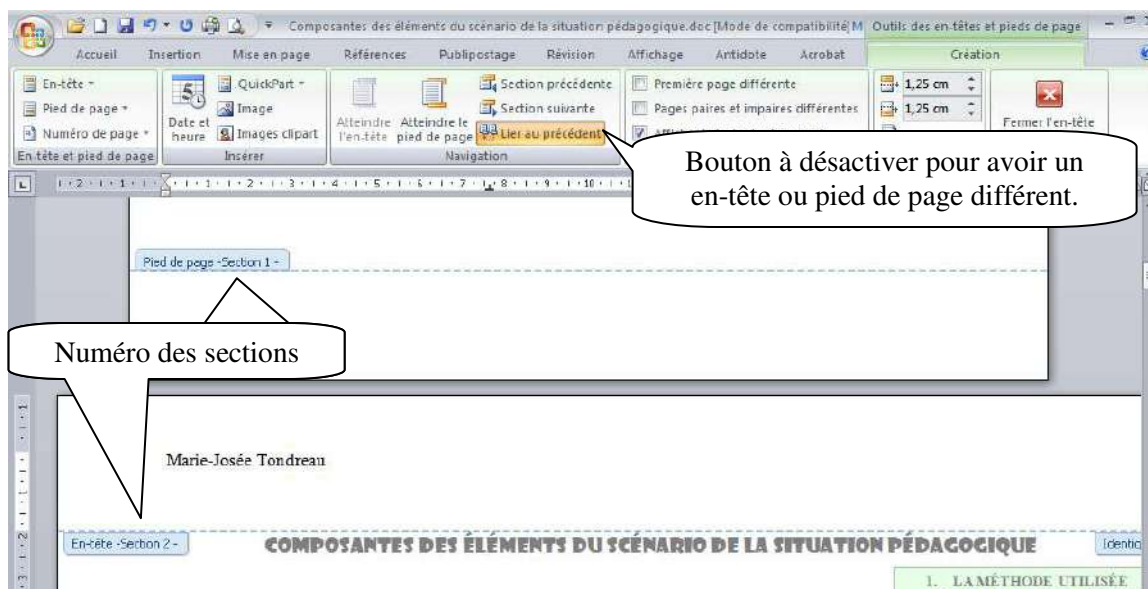 Composantes des éléments du scénario de la situation pédagogique.doc [Mode de compatibilité] M
Outils des en-têtes et pieds de page
Accueil Insertion Mise en page Références Publipostage Révision Affichage Antidote Acrobat Création
En-tête
Pied de page
Numéro de page
En-tête et pied de page
Date et heure
QuickPart
Image
Images clipart
Insérer
Atteindre l'en-tête
Atteindre le pied de page
Section précédente
Section suivante
Lier au précédent
Navigation
Première page différente
Pages paires et impaires différentes
1,25 cm
1,25 cm
Fermer l'en-tête
Bouton à désactiver pour avoir un
en-tête ou pied de page différent.
Pied de page -Section 1 -
Numéro des sections
Marie-Josée Tondreau
En-tête -Section 2 -
COMPOSANTES DES ÉLÉMENTS DU SCÉNARIO DE LA SITUATION PÉDAGOGIQUE
Identiq
1. LA MÉTHODE UTILISÉE